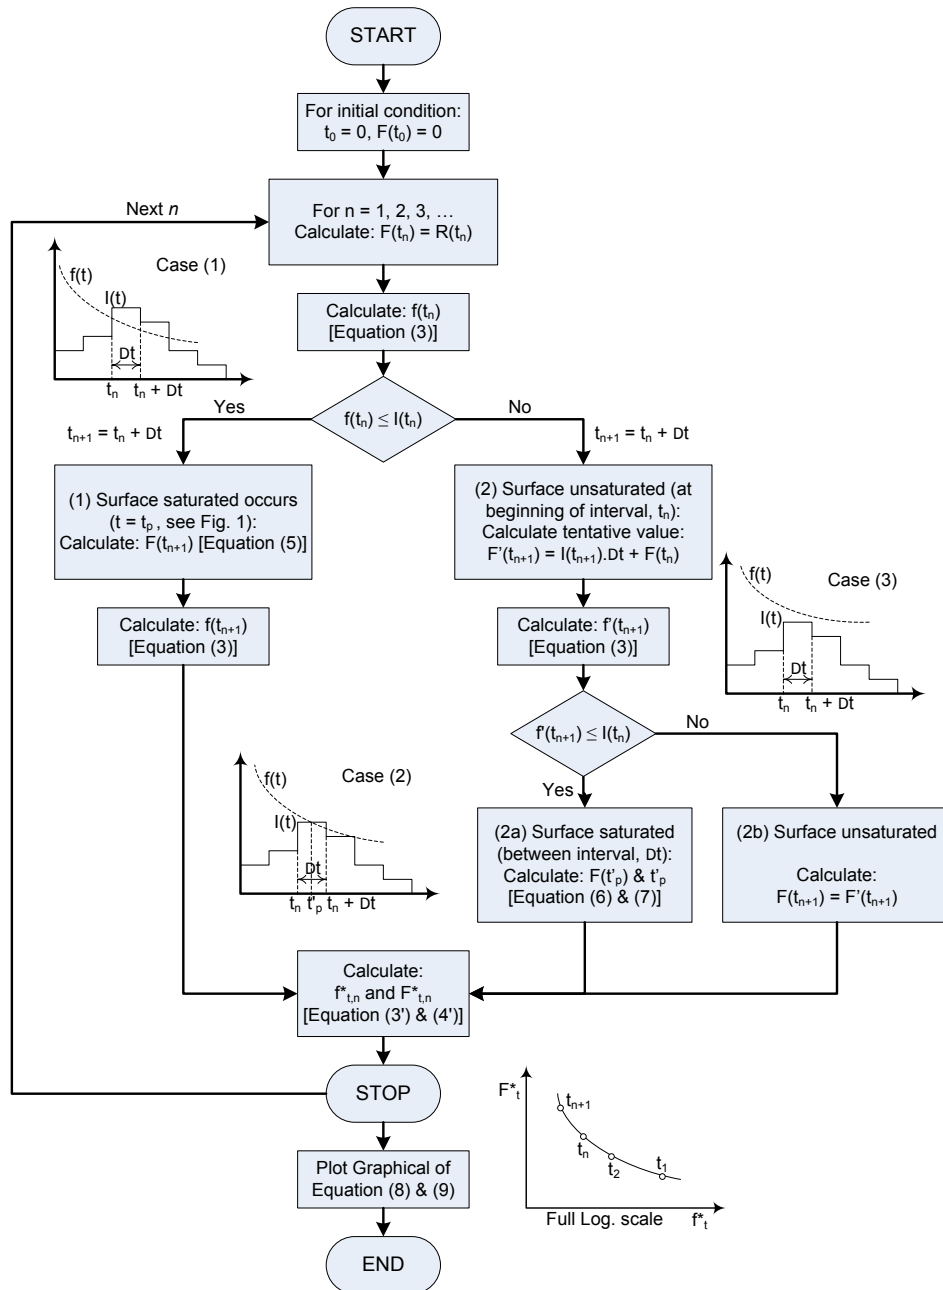 START
For initial condition:
t₀ = 0, F(t₀) = 0
Next n
For n = 1, 2, 3, …
Calculate: F(tₙ) = R(tₙ)
Case (1)
f(t)
I(t)
Dt
tₙ tₙ + Dt
Calculate: f(tₙ)
[Equation (3)]
f(tₙ) ≤ I(tₙ)
Yes
No
tₙ₊₁ = tₙ + Dt
tₙ₊₁ = tₙ + Dt
(1) Surface saturated occurs
(t = tₚ, see Fig. 1):
Calculate: F(tₙ₊₁) [Equation (5)]
(2) Surface unsaturated (at
beginning of interval, tₙ):
Calculate tentative value:
F’(tₙ₊₁) = I(tₙ₊₁).Dt + F(tₙ)
Case (3)
f(t)
I(t)
Dt
tₙ tₙ + Dt
Calculate: f(tₙ₊₁)
[Equation (3)]
Calculate: f’(tₙ₊₁)
[Equation (3)]
f'(tₙ₊₁) ≤ I(tₙ)
No
Yes
Case (2)
f(t)
I(t)
Dt
tₙ t'ₚ tₙ + Dt
(2a) Surface saturated
(between interval, Dt):
Calculate: F(t'ₚ) & t'ₚ
[Equation (6) & (7)]
(2b) Surface unsaturated
Calculate:
F(tₙ₊₁) = F’(tₙ₊₁)
Calculate:
f*t,n and F*t,n
[Equation (3') & (4')]
STOP
Plot Graphical of
Equation (8) & (9)
END
F*t
tₙ₊₁
tₙ
t₂
t₁
Full Log. scale f*t